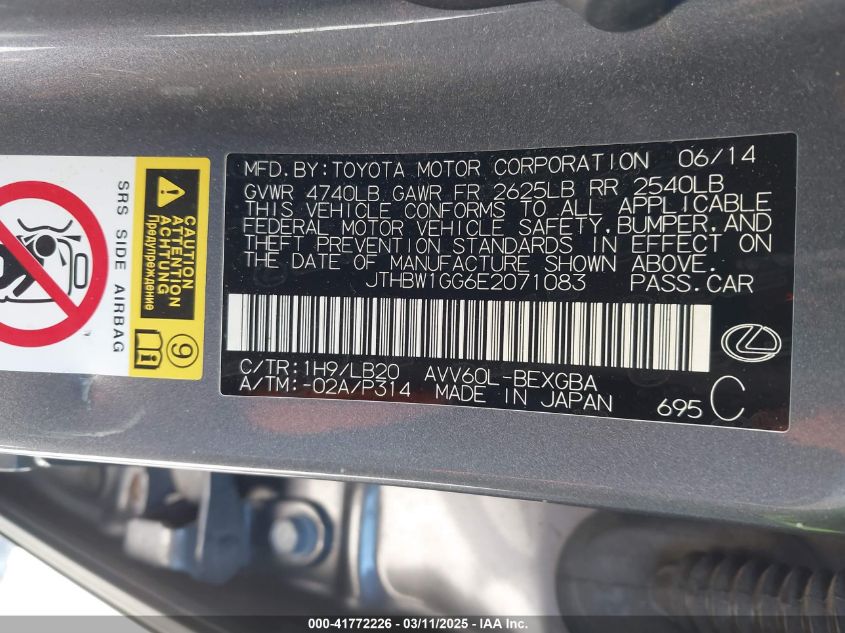 MFD.BY:TOYOTA MOTOR CORPORATION 06/14
GVWR 4740LB GAWR FR 2625LB RR 2540LB
THIS VEHICLE CONFORMS TO ALL APPLICABLE
FEDERAL MOTOR VEHICLE SAFETY,BUMPER,AND
THEFT PREVENTION STANDARDS IN EFFECT ON
THE DATE OF MANUFACTURE SHOWN ABOVE.
JTHBW1GG6E2071083 PASS.CAR
C/TR:1H9/LB20 AVV60L-BEXGBA
A/TM:-02A/P314 MADE IN JAPAN
695 C
SRS SIDE AIRBAG
CAUTION
ATTENTION
ACHTUNG
Предупреждение
9
000-41772226 - 03/11/2025 - IAA Inc.